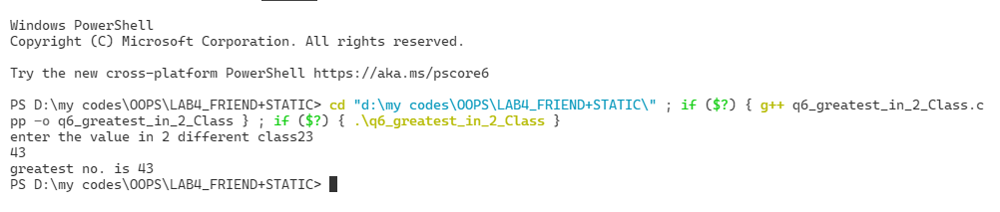 Windows PowerShell
Copyright (C) Microsoft Corporation. All rights reserved.
Try the new cross-platform PowerShell https://aka.ms/pscore6
PS D:\my codes\OOPS\LAB4_FRIEND+STATIC> cd "d:\my codes\OOPS\LAB4_FRIEND+STATIC\" ; if ($?) { g++ q6_greatest_in_2_Class.c
pp -o q6_greatest_in_2_Class } ; if ($?) { .\q6_greatest_in_2_Class }
enter the value in 2 different class23
43
greatest no. is 43
PS D:\my codes\OOPS\LAB4_FRIEND+STATIC>